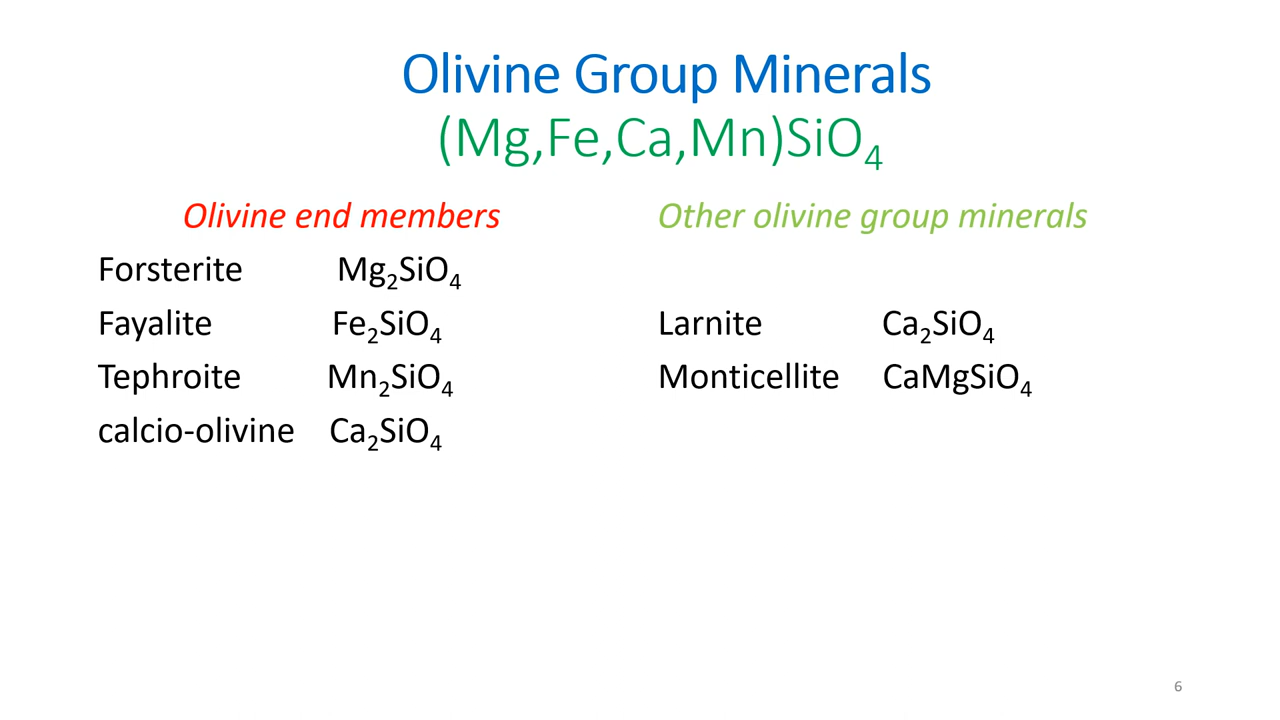 Olivine Group Minerals
(Mg,Fe,Ca,Mn)SiO₄
Olivine end members
Forsterite Mg₂SiO₄
Fayalite Fe₂SiO₄
Tephroite Mn₂SiO₄
calcio-olivine Ca₂SiO₄
Other olivine group minerals
Larnite Ca₂SiO₄
Monticellite CaMgSiO₄
6